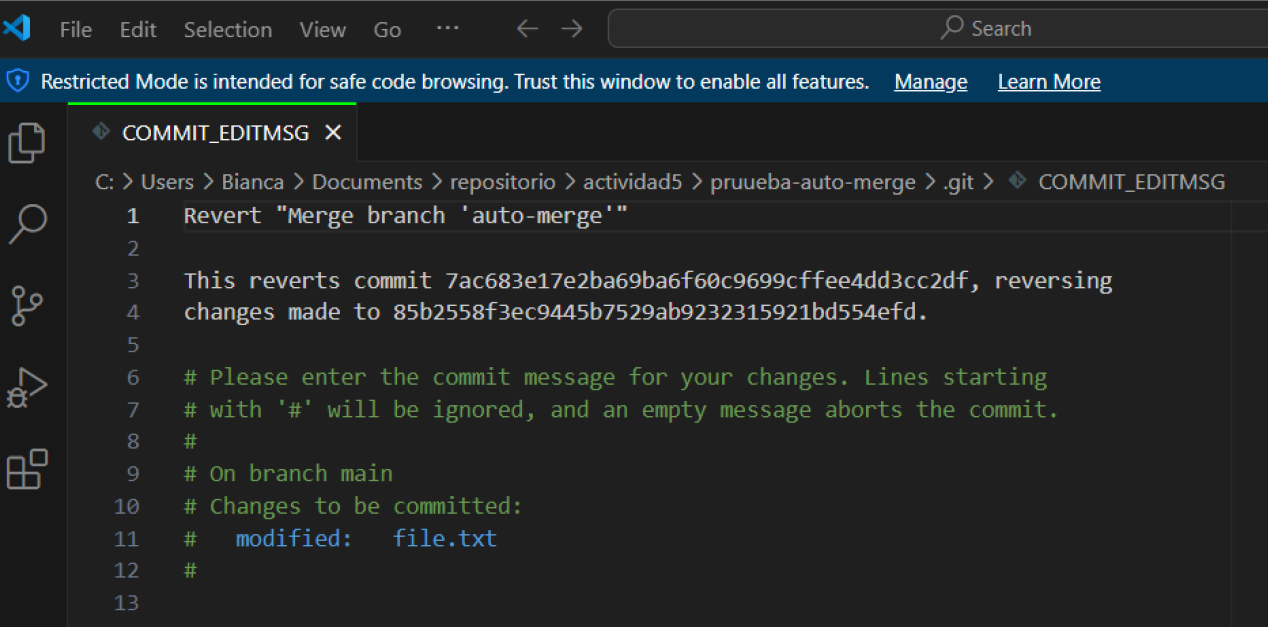 File Edit Selection View Go ··· ← → Search
Restricted Mode is intended for safe code browsing. Trust this window to enable all features. Manage Learn More
COMMIT_EDITMSG ×
C: > Users > Bianca > Documents > repositorio > actividad5 > pruueba-auto-merge > .git > COMMIT_EDITMSG
1 Revert "Merge branch 'auto-merge'"
2
3 This reverts commit 7ac683e17e2ba69ba6f60c9699cffee4dd3cc2df, reversing
4 changes made to 85b2558f3ec9445b7529ab9232315921bd554efd.
5
6 # Please enter the commit message for your changes. Lines starting
7 # with '#' will be ignored, and an empty message aborts the commit.
8 #
9 # On branch main
10 # Changes to be committed:
11 #   modified:   file.txt
12 #
13